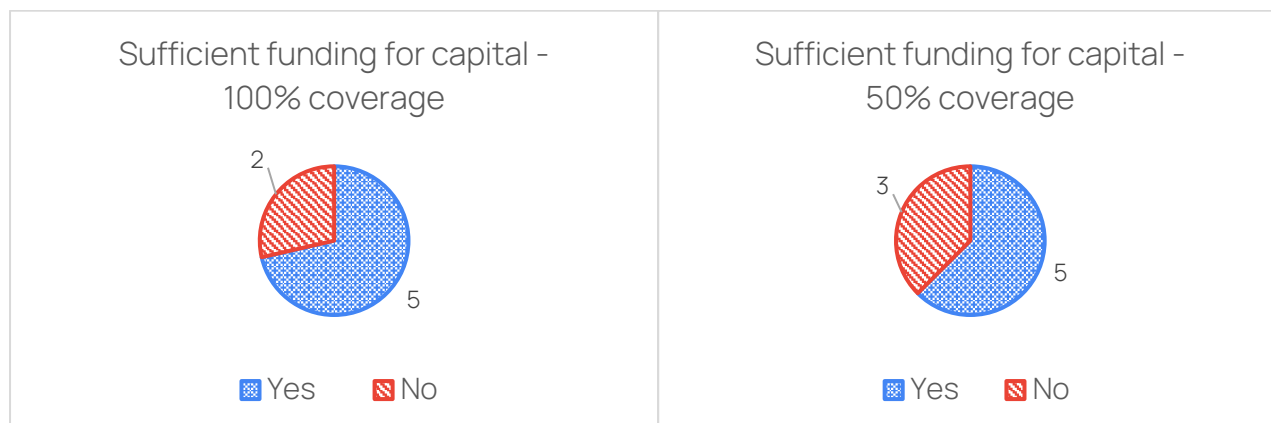 Sufficient funding for capital -
100% coverage
2
5
Yes No
Sufficient funding for capital -
50% coverage
3
5
Yes No